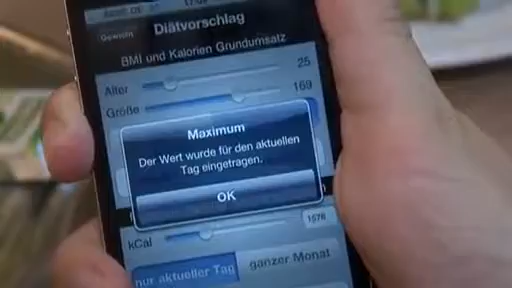 Gewicht
Diätvorschlag
BMI und Kalorien Grundumsatz
Alter 25
Größe 169
Maximum
Der Wert wurde für den aktuellen
Tag eingetragen.
OK
kCal 1576
nur aktueller Tag ganzer Monat